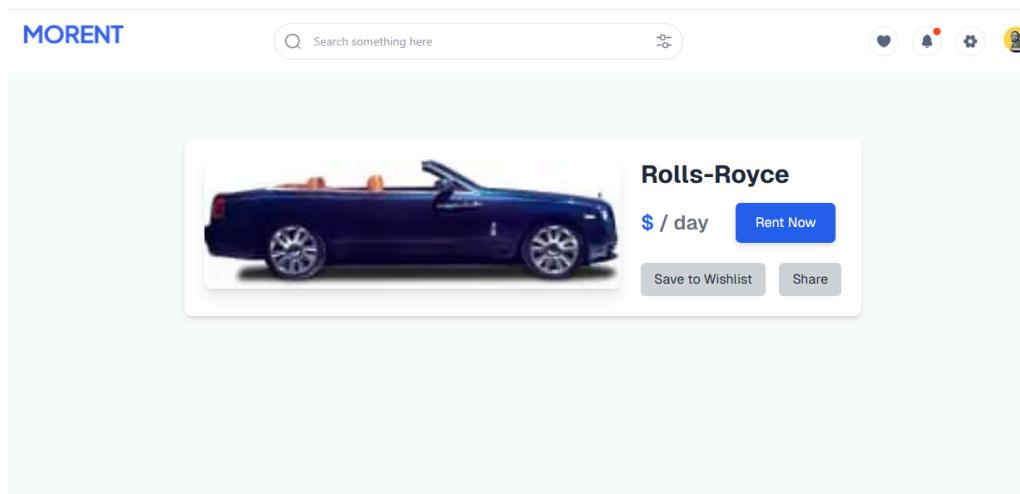 MORENT
Search something here
Rolls-Royce
$ / day
Rent Now
Save to Wishlist
Share